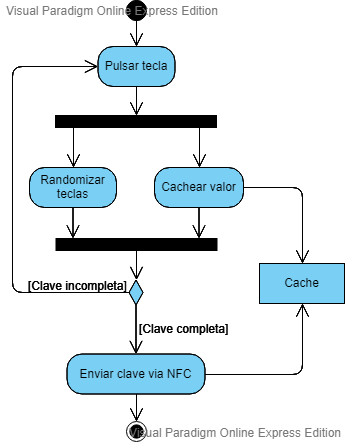 Visual Paradigm Online Express Edition
Pulsar tecla
Randomizar
teclas
Cachear valor
[Clave incompleta]
Cache
[Clave completa]
Enviar clave via NFC
Visual Paradigm Online Express Edition